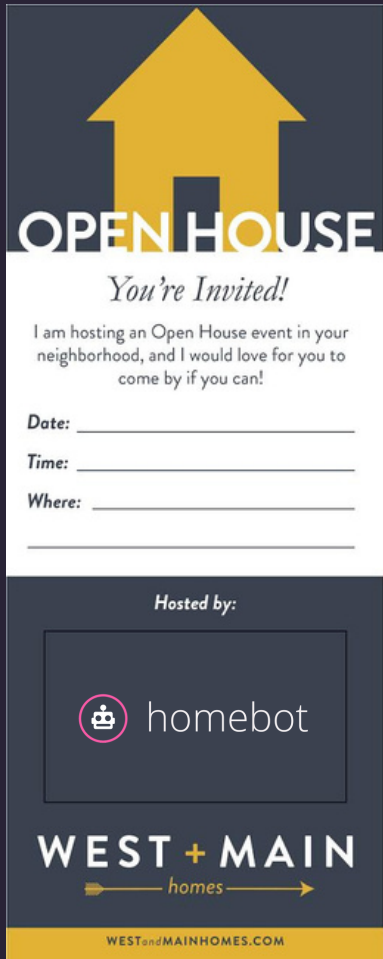 OPEN HOUSE
You're Invited!
I am hosting an Open House event in your
neighborhood, and I would love for you to
come by if you can!
Date:
Time:
Where:
Hosted by:
homebot
WEST + MAIN
homes
WESTandMAINHOMES.COM